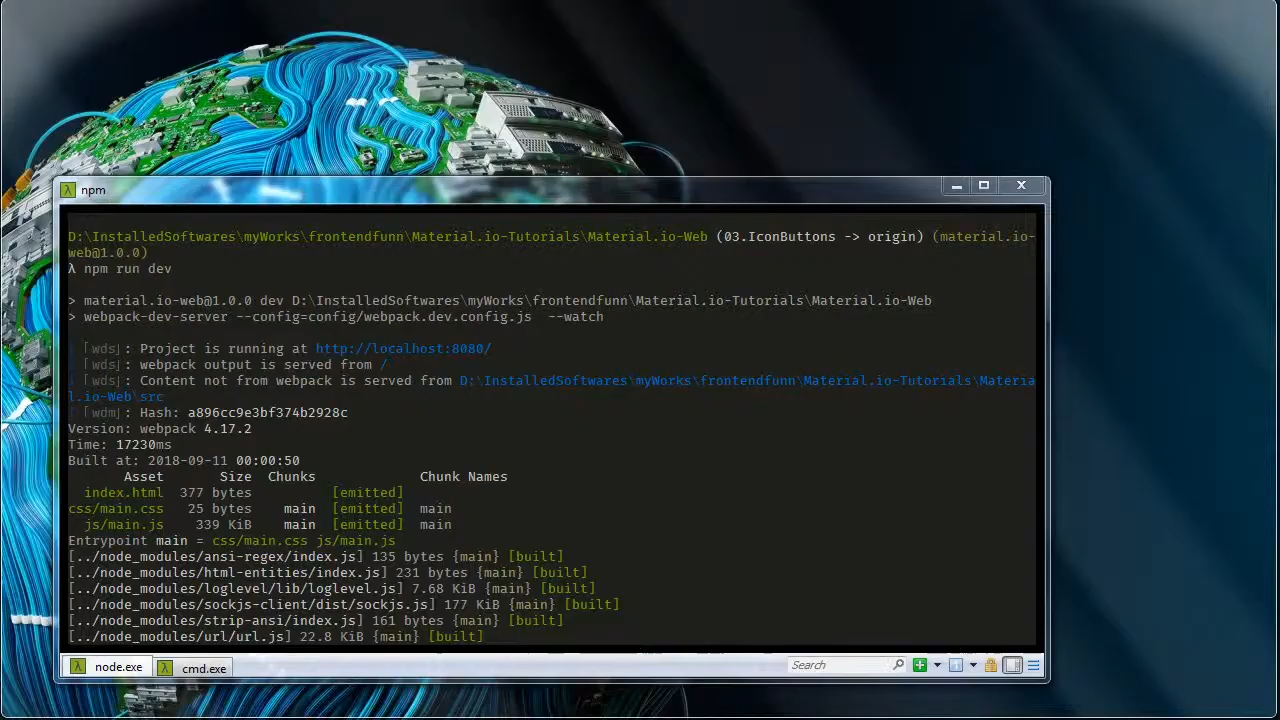 npm
D:\InstalledSoftwares\myWorks\frontendfunn\Material.io-Tutorials\Material.io-Web (03.IconButtons -> origin) (material.io-
web@1.0.0)
λ npm run dev
> material.io-web@1.0.0 dev D:\InstalledSoftwares\myWorks\frontendfunn\Material.io-Tutorials\Material.io-Web
> webpack-dev-server --config=config/webpack.dev.config.js  --watch
｢wds｣: Project is running at http://localhost:8080/
｢wds｣: webpack output is served from /
｢wds｣: Content not from webpack is served from D:\InstalledSoftwares\myWorks\frontendfunn\Material.io-Tutorials\Materia
l.io-Web\src
｢wdm｣: Hash: a896cc9e3bf374b2928c
Version: webpack 4.17.2
Time: 17230ms
Built at: 2018-09-11 00:00:50
Asset Size Chunks Chunk Names
index.html 377 bytes [emitted]
css/main.css 25 bytes main [emitted] main
js/main.js 339 KiB main [emitted] main
Entrypoint main = css/main.css js/main.js
[../node_modules/ansi-regex/index.js] 135 bytes {main} [built]
[../node_modules/html-entities/index.js] 231 bytes {main} [built]
[../node_modules/loglevel/lib/loglevel.js] 7.68 KiB {main} [built]
[../node_modules/sockjs-client/dist/sockjs.js] 177 KiB {main} [built]
[../node_modules/strip-ansi/index.js] 161 bytes {main} [built]
[../node_modules/url/url.js] 22.8 KiB {main} [built]
λ node.exe λ cmd.exe Search